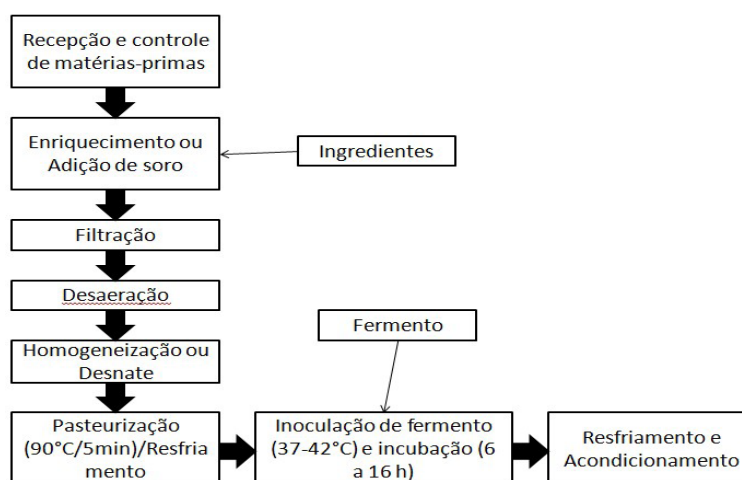 Recepção e controle
de matérias-primas
Enriquecimento ou
Adição de soro
Ingredientes
Filtração
Desaeração
Fermento
Homogeneização ou
Desnate
Pasteurização
(90°C/5min)/Resfria
mento
Inoculação de fermento
(37-42°C) e incubação (6
a 16 h)
Resfriamento e
Acondicionamento